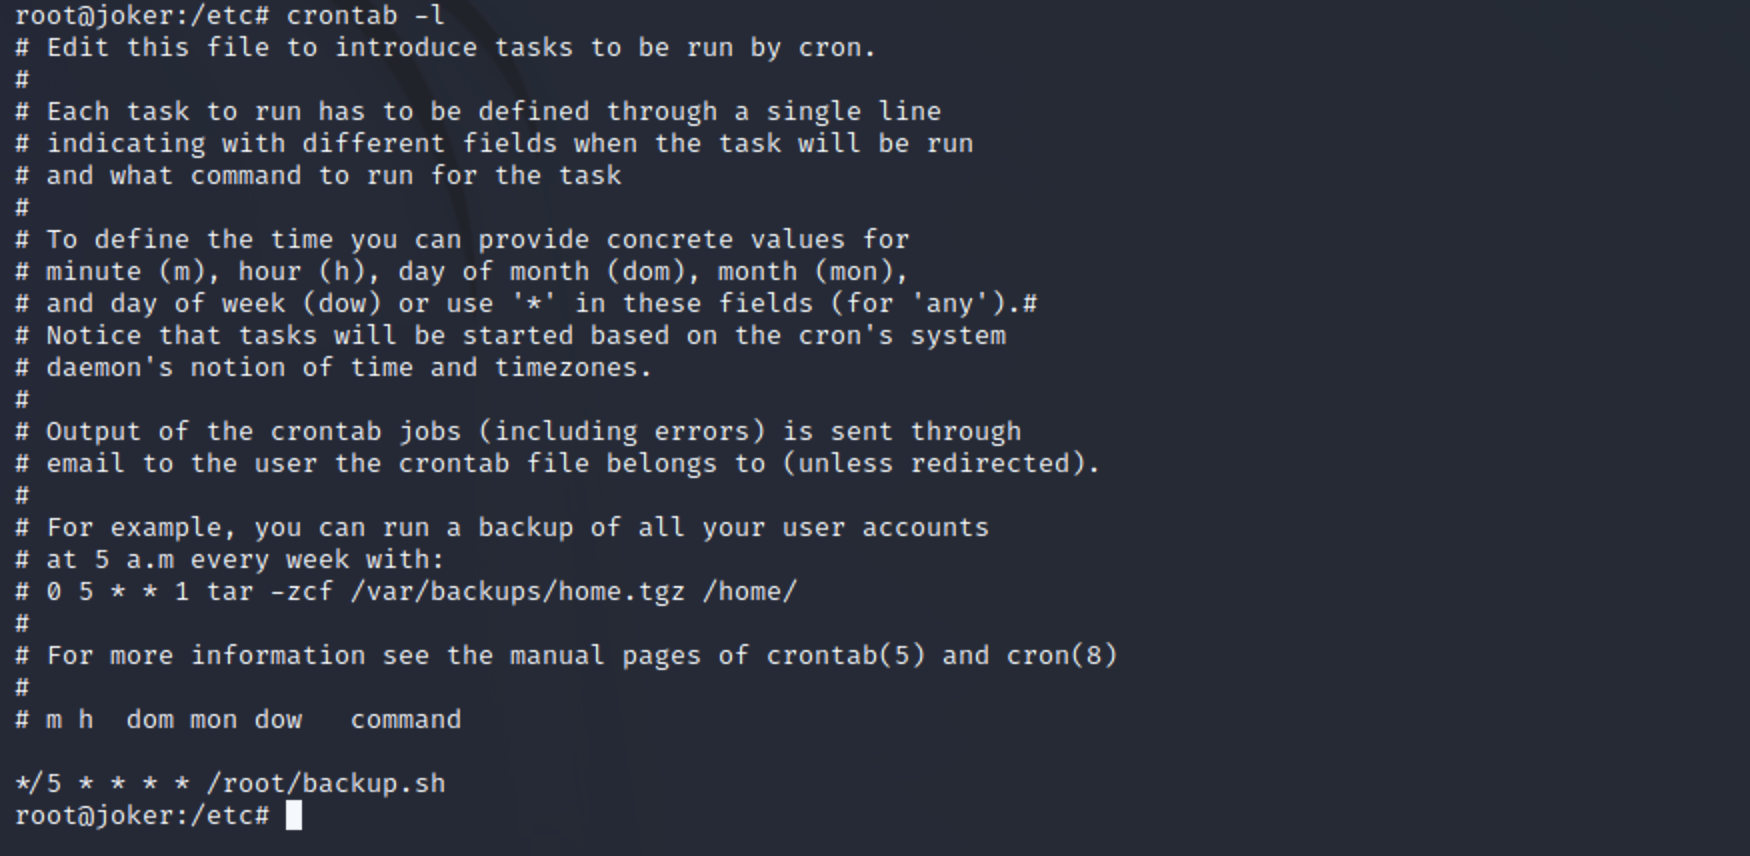 root@joker:/etc# crontab -l
# Edit this file to introduce tasks to be run by cron.
#
# Each task to run has to be defined through a single line
# indicating with different fields when the task will be run
# and what command to run for the task
#
# To define the time you can provide concrete values for
# minute (m), hour (h), day of month (dom), month (mon),
# and day of week (dow) or use '*' in these fields (for 'any').#
# Notice that tasks will be started based on the cron's system
# daemon's notion of time and timezones.
#
# Output of the crontab jobs (including errors) is sent through
# email to the user the crontab file belongs to (unless redirected).
#
# For example, you can run a backup of all your user accounts
# at 5 a.m every week with:
# 0 5 * * 1 tar -zcf /var/backups/home.tgz /home/
#
# For more information see the manual pages of crontab(5) and cron(8)
#
# m h  dom mon dow   command

*/5 * * * * /root/backup.sh
root@joker:/etc#